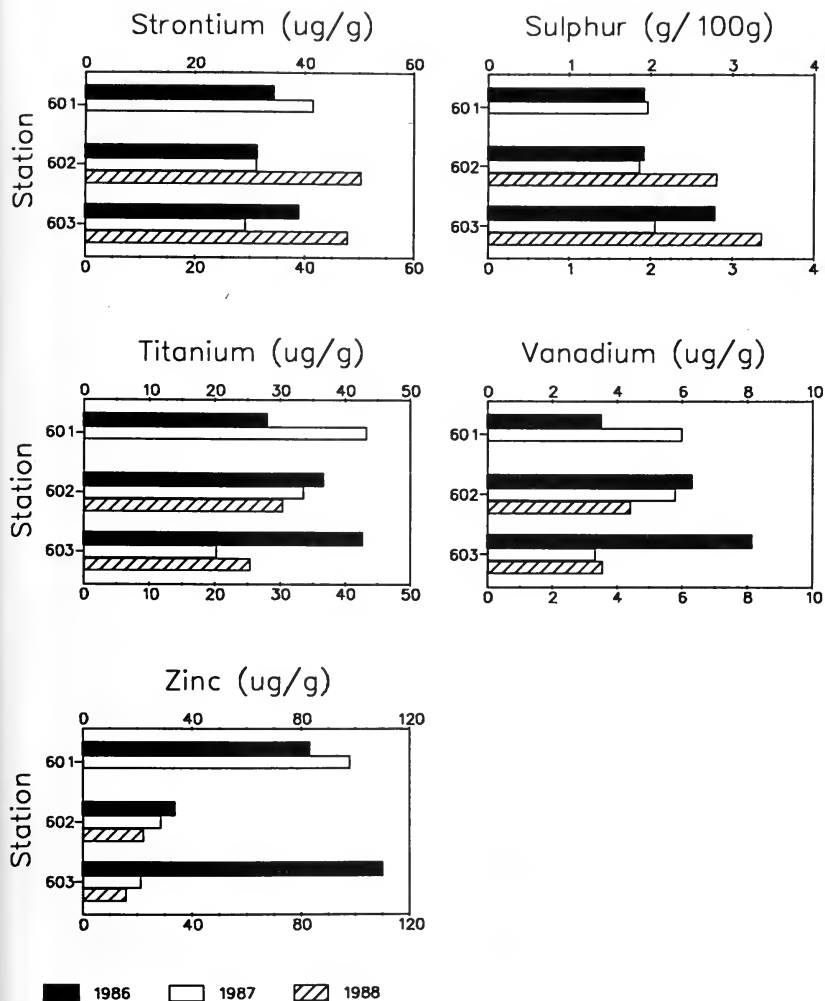 Strontium (ug/g)
0 20 40 60
Station
601
602
603
0 20 40 60
Sulphur (g/100g)
0 1 2 3 4
601
602
603
0 1 2 3 4
Titanium (ug/g)
0 10 20 30 40 50
Station
601
602
603
0 10 20 30 40 50
Vanadium (ug/g)
0 2 4 6 8 10
601
602
603
0 2 4 6 8 10
Zinc (ug/g)
0 40 80 120
Station
601
602
603
0 40 80 120
1986 1987 1988